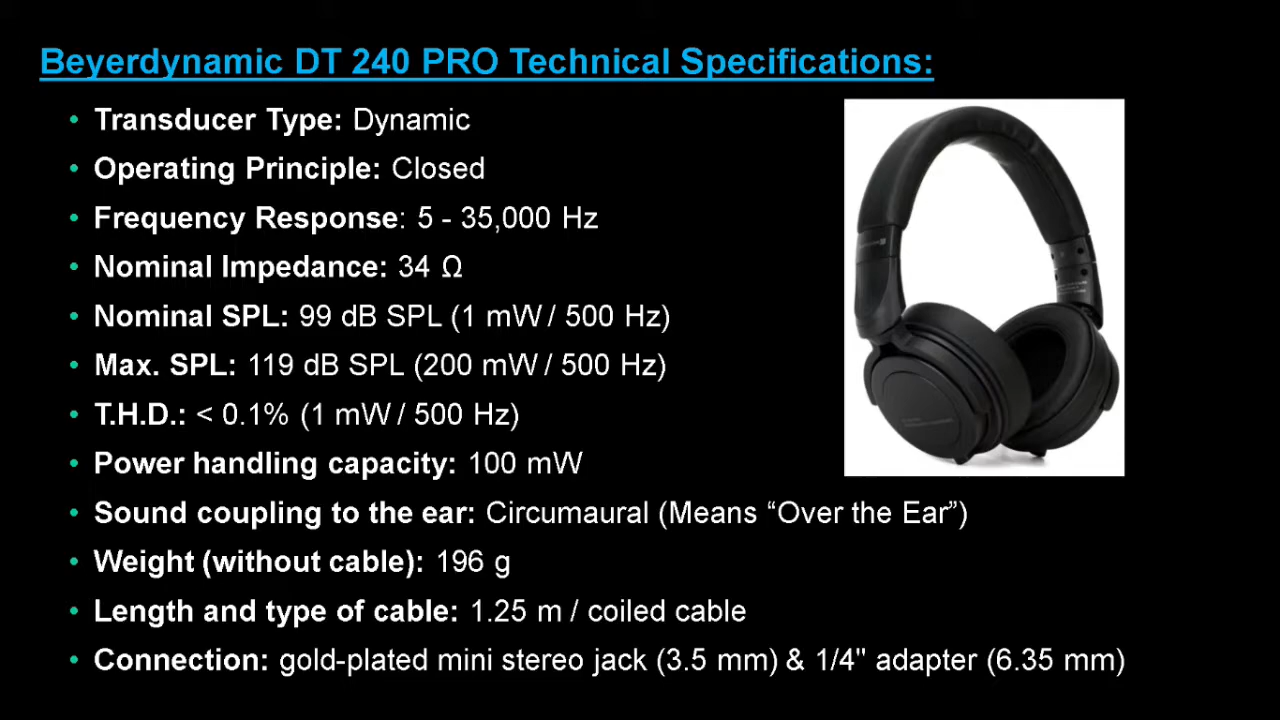 Beyerdynamic DT 240 PRO Technical Specifications:
• Transducer Type: Dynamic
• Operating Principle: Closed
• Frequency Response: 5 - 35,000 Hz
• Nominal Impedance: 34 Ω
• Nominal SPL: 99 dB SPL (1 mW / 500 Hz)
• Max. SPL: 119 dB SPL (200 mW / 500 Hz)
• T.H.D.: < 0.1% (1 mW / 500 Hz)
• Power handling capacity: 100 mW
• Sound coupling to the ear: Circumaural (Means “Over the Ear”)
• Weight (without cable): 196 g
• Length and type of cable: 1.25 m / coiled cable
• Connection: gold-plated mini stereo jack (3.5 mm) & 1/4" adapter (6.35 mm)